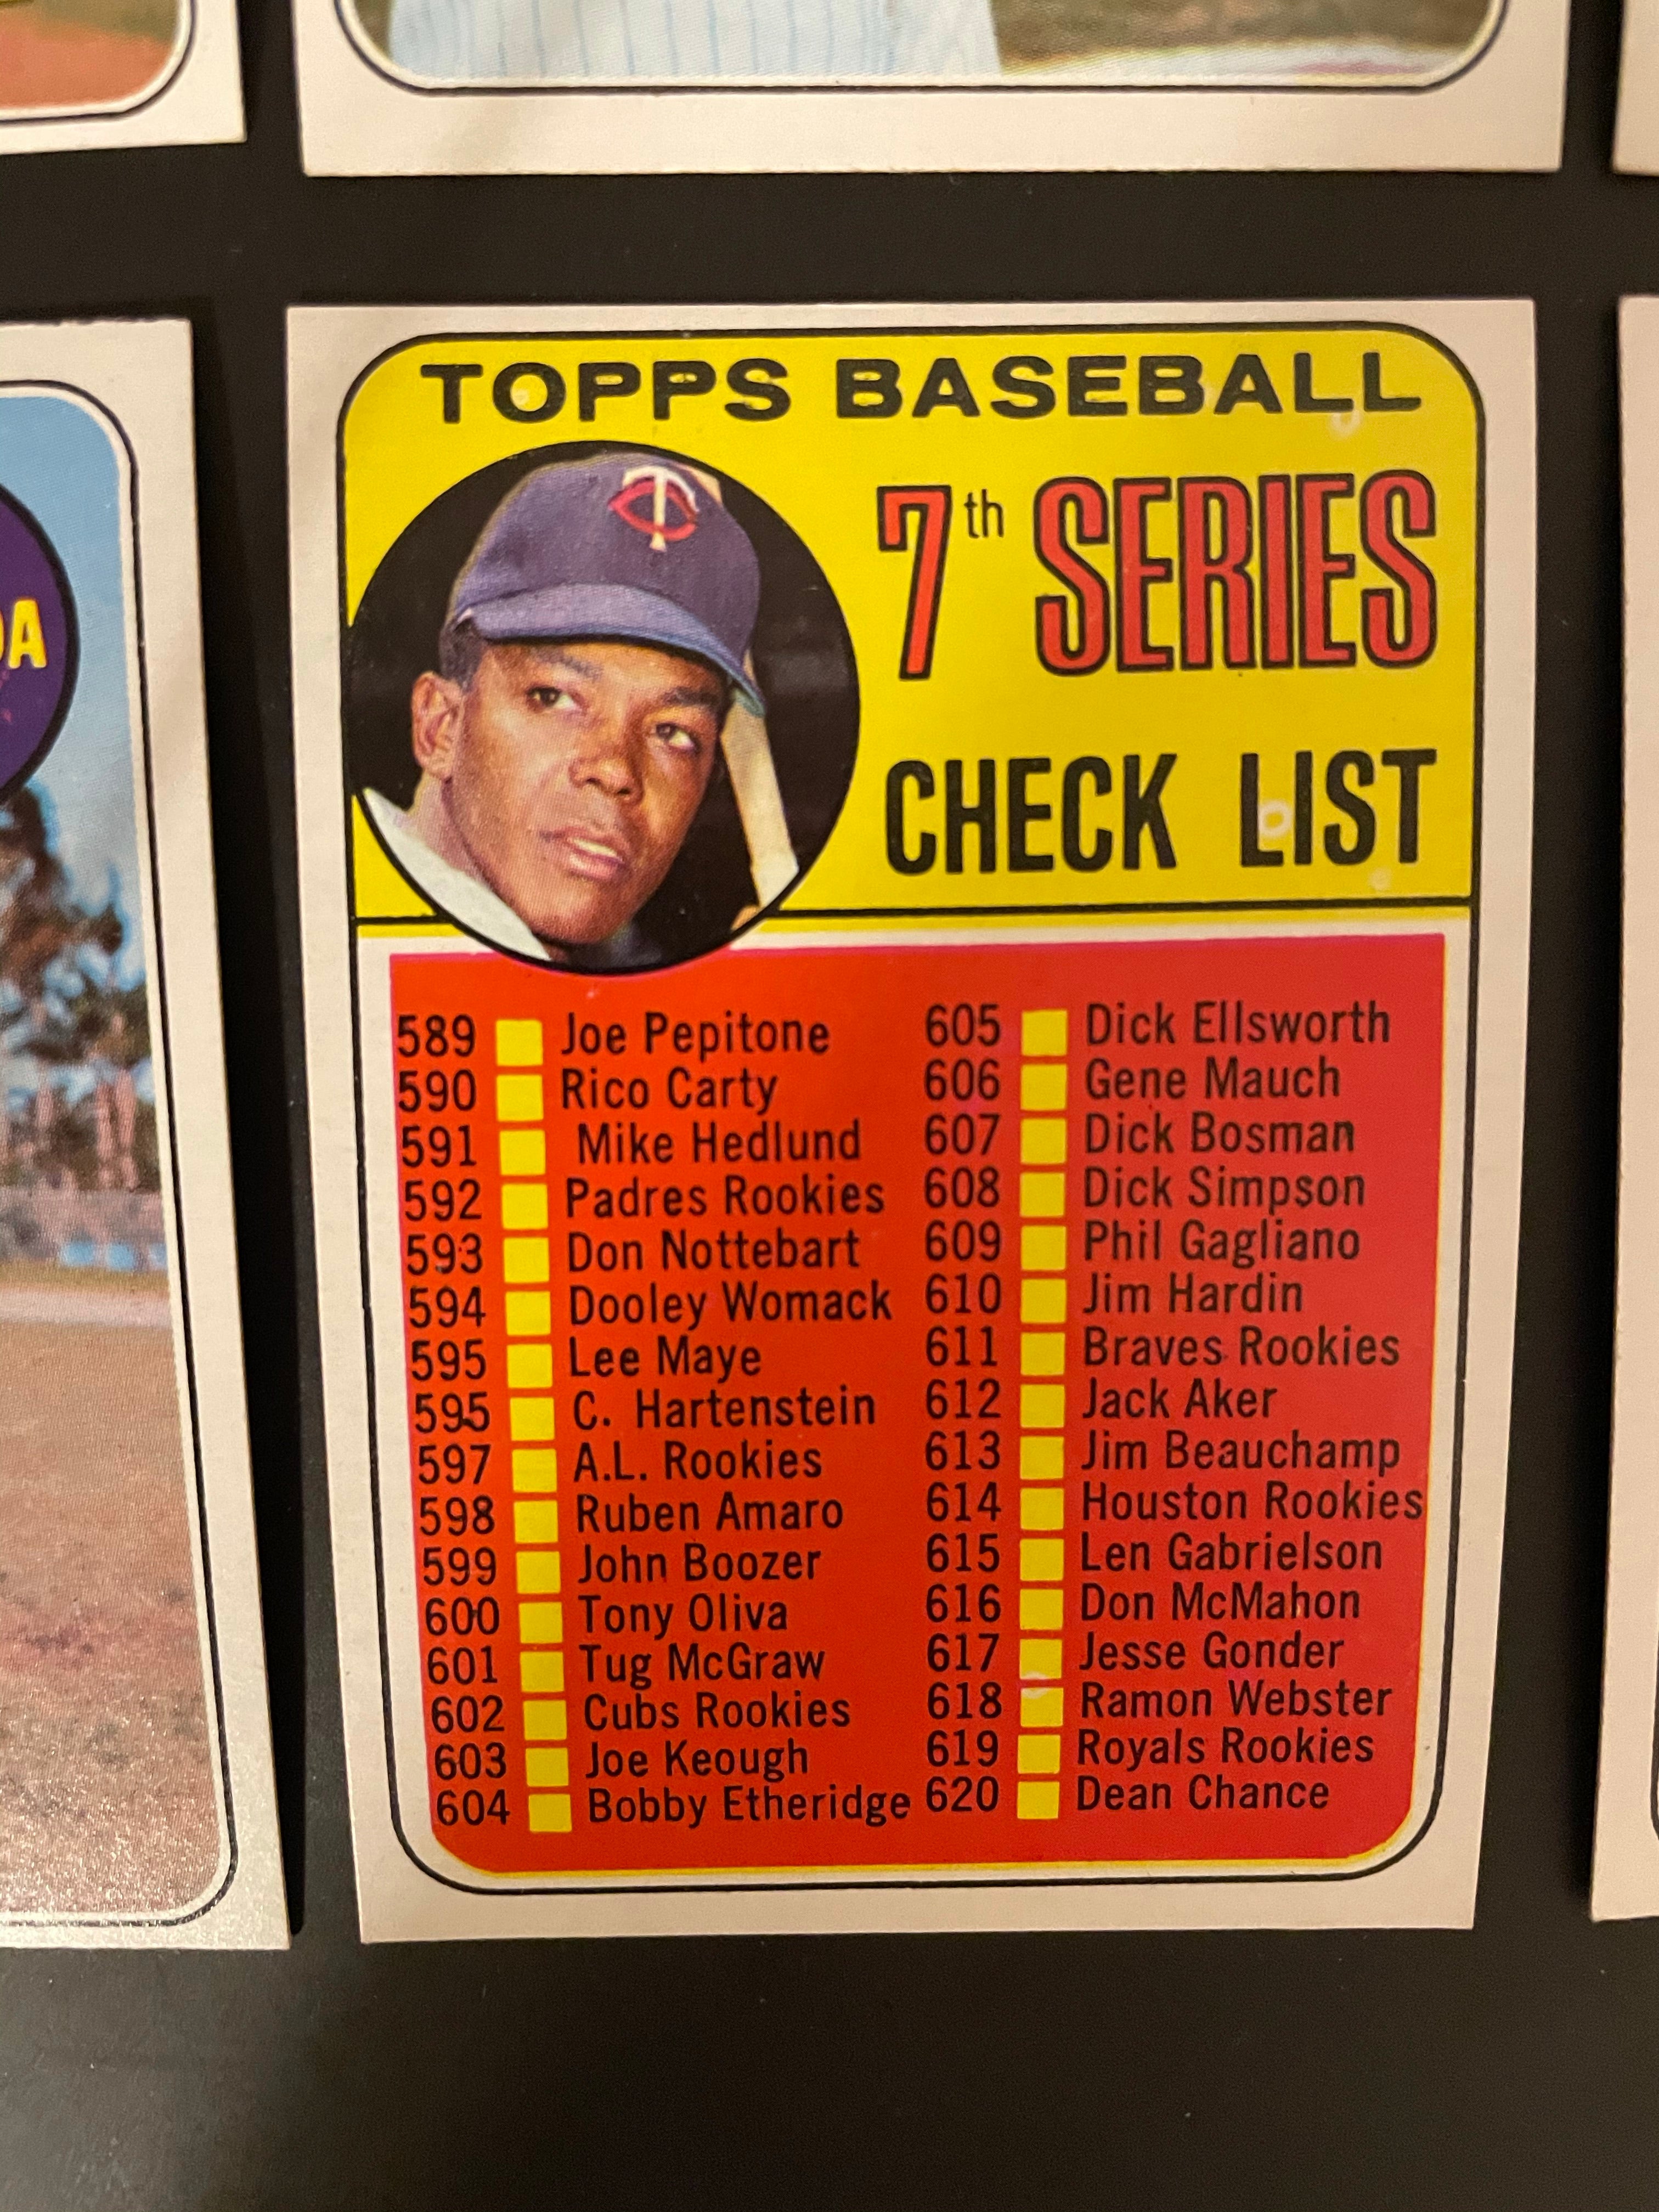 TOPPS BASEBALL
7th SERIES
CHECK LIST
TC
DA
589 Joe Pepitone
590 Rico Carty
591 Mike Hedlund
592 Padres Rookies
593 Don Nottebart
594 Dooley Womack
595 Lee Maye
595 C. Hartenstein
597 A.L. Rookies
598 Ruben Amaro
599 John Boozer
600 Tony Oliva
601 Tug McGraw
602 Cubs Rookies
603 Joe Keough
604 Bobby Etheridge
605 Dick Ellsworth
606 Gene Mauch
607 Dick Bosman
608 Dick Simpson
609 Phil Gagliano
610 Jim Hardin
611 Braves Rookies
612 Jack Aker
613 Jim Beauchamp
614 Houston Rookies
615 Len Gabrielson
616 Don McMahon
617 Jesse Gonder
618 Ramon Webster
619 Royals Rookies
620 Dean Chance